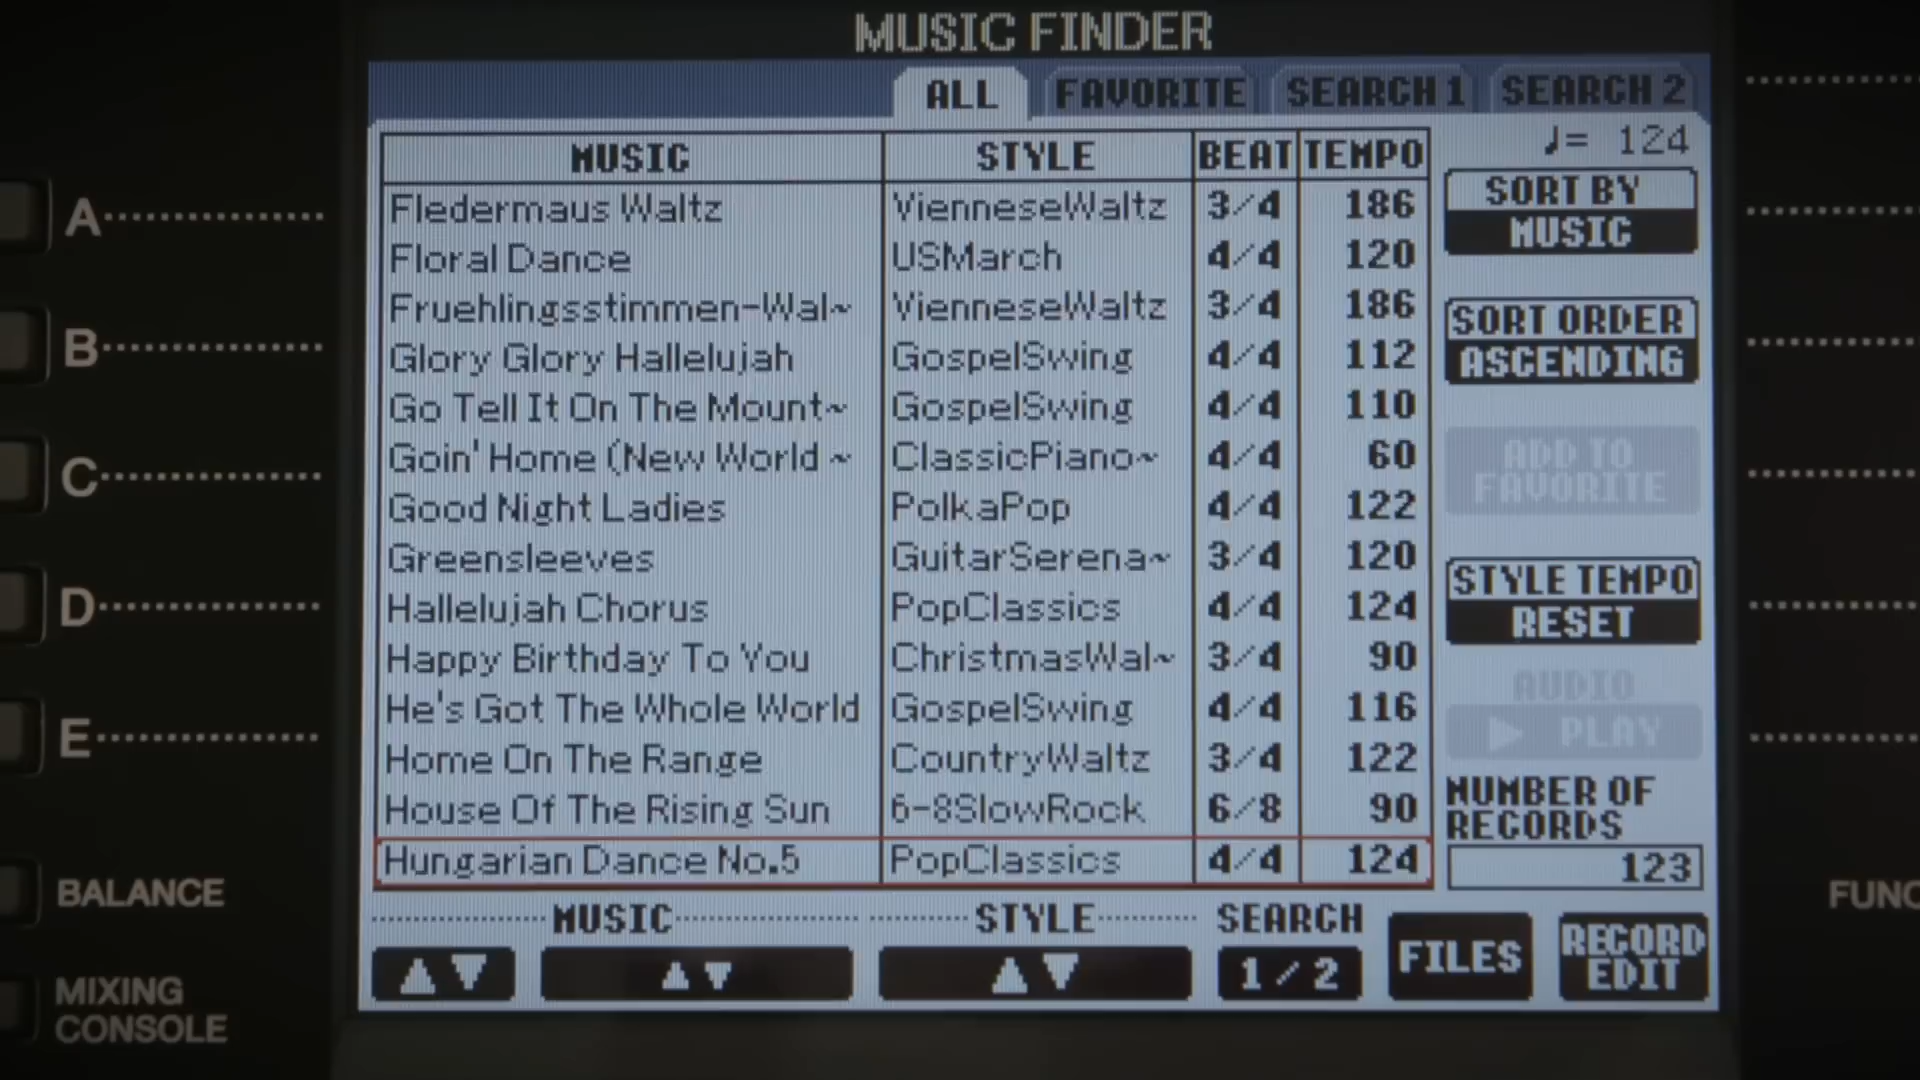 MUSIC FINDER
ALL FAVORITE SEARCH 1 SEARCH 2
♩= 124
MUSIC STYLE BEAT TEMPO
Fledermaus Waltz VienneseWaltz 3/4 186
Floral Dance USMarch 4/4 120
Fruehlingsstimmen-Wal~ VienneseWaltz 3/4 186
Glory Glory Hallelujah GospelSwing 4/4 112
Go Tell It On The Mount~ GospelSwing 4/4 110
Goin' Home (New World ~ ClassicPiano~ 4/4 60
Good Night Ladies PolkaPop 4/4 122
Greensleeves GuitarSerena~ 3/4 120
Hallelujah Chorus PopClassics 4/4 124
Happy Birthday To You ChristmasWal~ 3/4 90
He's Got The Whole World GospelSwing 4/4 116
Home On The Range CountryWaltz 3/4 122
House Of The Rising Sun 6-8SlowRock 6/8 90
Hungarian Dance No.5 PopClassics 4/4 124
SORT BY
MUSIC
SORT ORDER
ASCENDING
ADD TO
FAVORITE
STYLE TEMPO
RESET
AUDIO
▶ PLAY
NUMBER OF
RECORDS
123
MUSIC STYLE SEARCH
▲▼ ▲▼ ▲▼ 1 / 2
FILES
RECORD
EDIT
A
B
C
D
E
BALANCE
MIXING
CONSOLE
FUNC